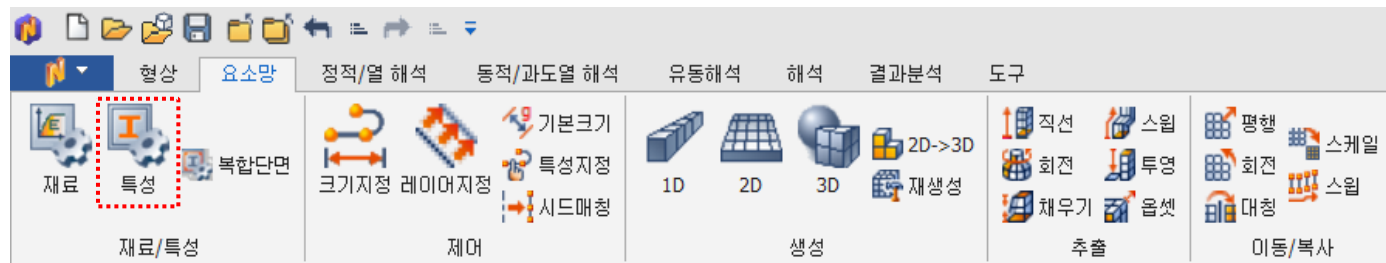 형상 요소망 정적/열 해석 동적/과도열 해석 유동해석 해석 결과분석 도구
재료 특성 복합단면
재료/특성
크기지정 레이어지정 기본크기
특성지정
시드매칭
제어
1D 2D 3D 2D->3D
재생성
생성
직선 스윕
회전 투영
채우기 옵셋
추출
평행 스케일
회전 스윕
대칭
이동/복사